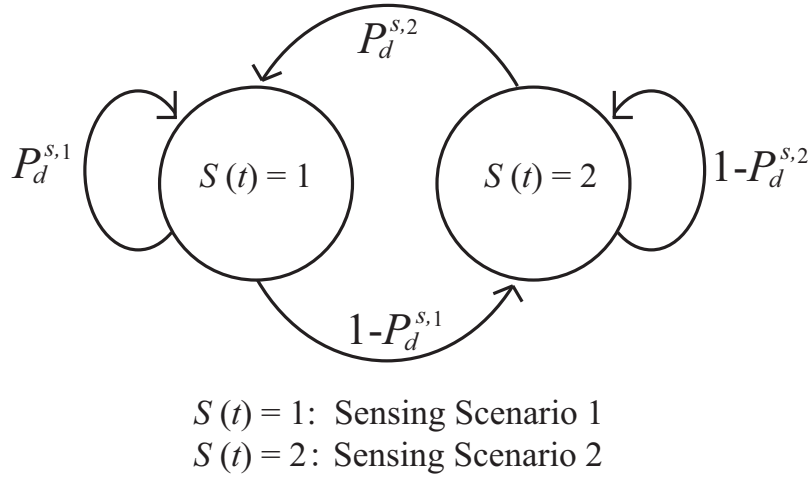 P_d^{s,2}
P_d^{s,1}
S (t) = 1
S (t) = 2
1-P_d^{s,2}
1-P_d^{s,1}
S (t) = 1: Sensing Scenario 1
S (t) = 2: Sensing Scenario 2